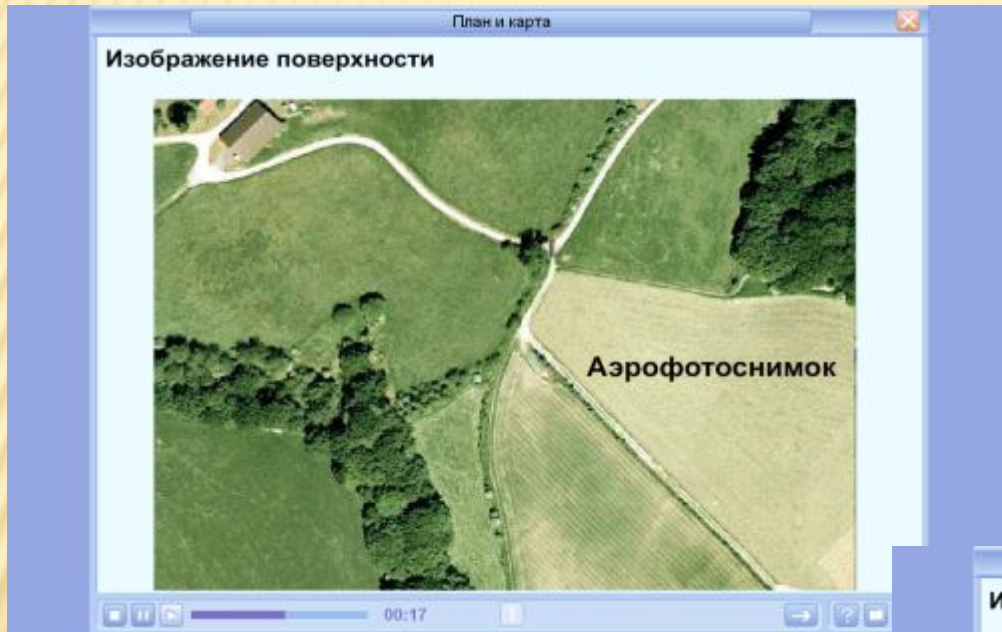 План и карта
Изображение поверхности
Аэрофотоснимок
00:17
?
И